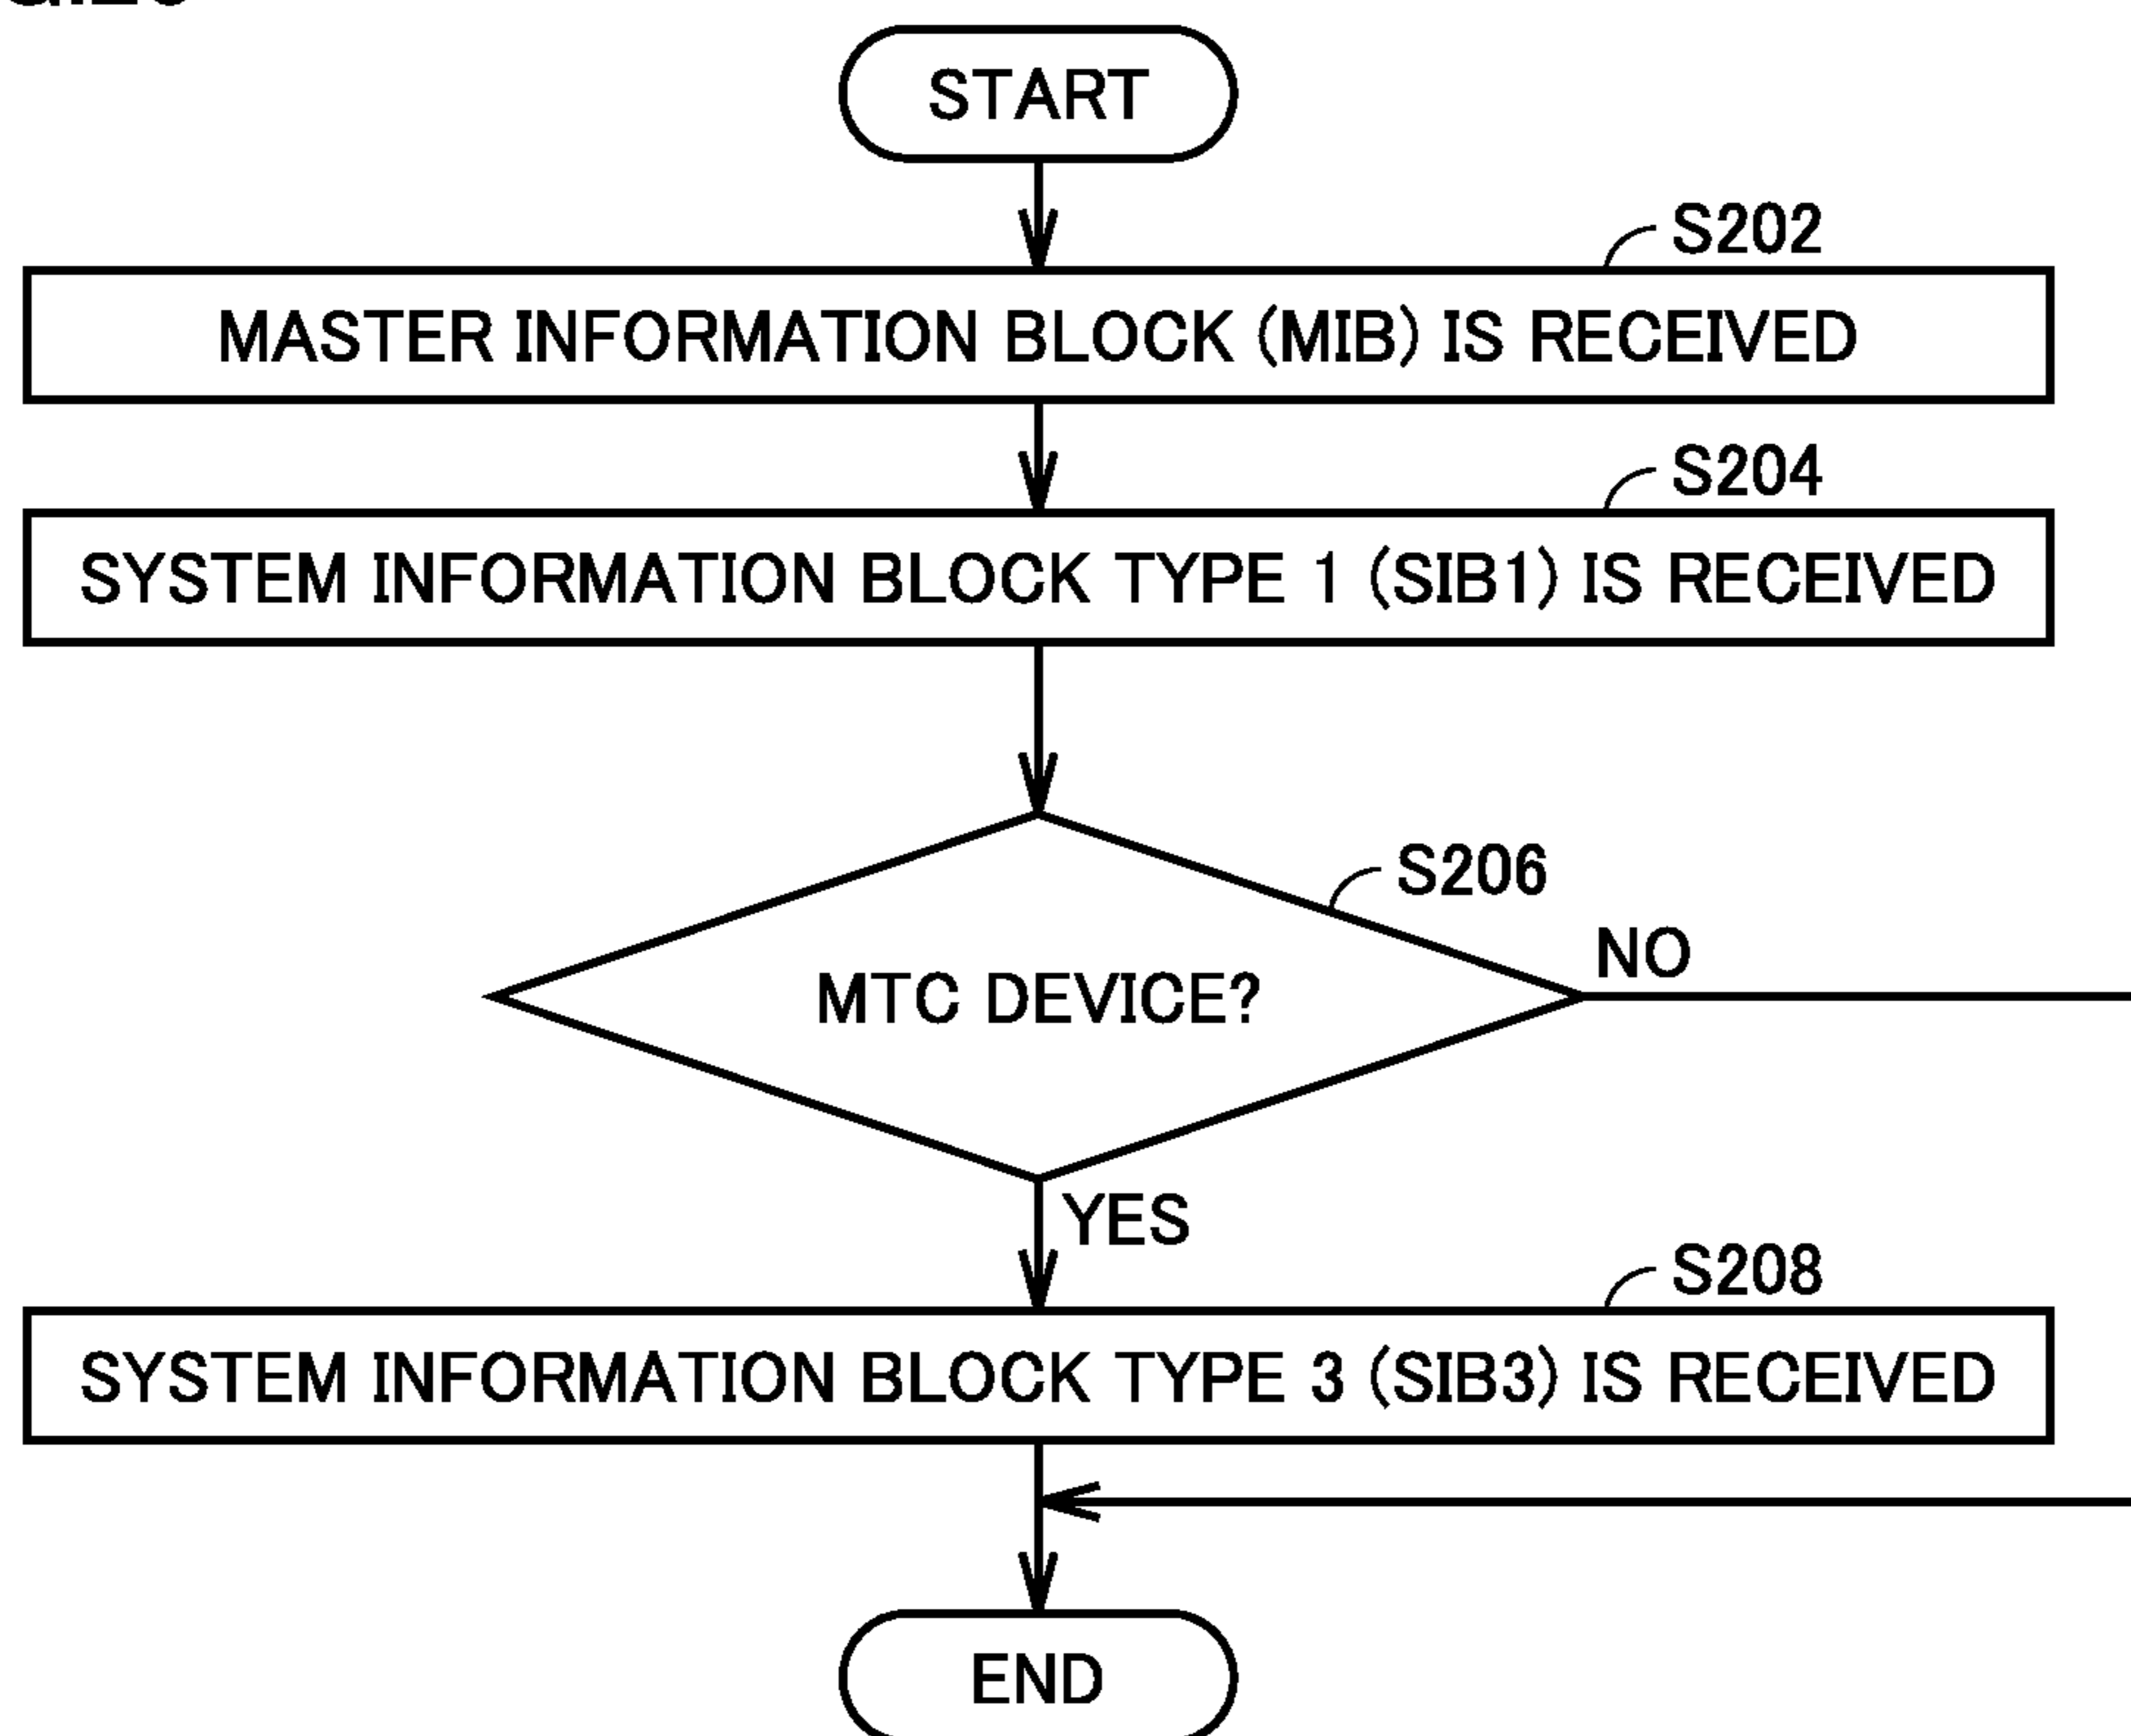 START
S202
MASTER INFORMATION BLOCK (MIB) IS RECEIVED
S204
SYSTEM INFORMATION BLOCK TYPE 1 (SIB1) IS RECEIVED
S206
NO
MTC DEVICE?
YES
S208
SYSTEM INFORMATION BLOCK TYPE 3 (SIB3) IS RECEIVED
END